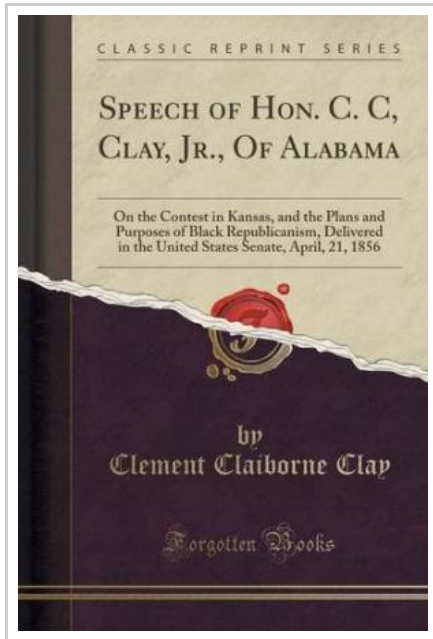 CLASSIC REPRINT SERIES
SPEECH OF HON. C. C,
CLAY, JR., OF ALABAMA
On the Contest in Kansas, and the Plans and
Purposes of Black Republicanism, Delivered
in the United States Senate, April, 21, 1856
F
by
Clement Claiborne Clay
Forgotten Books